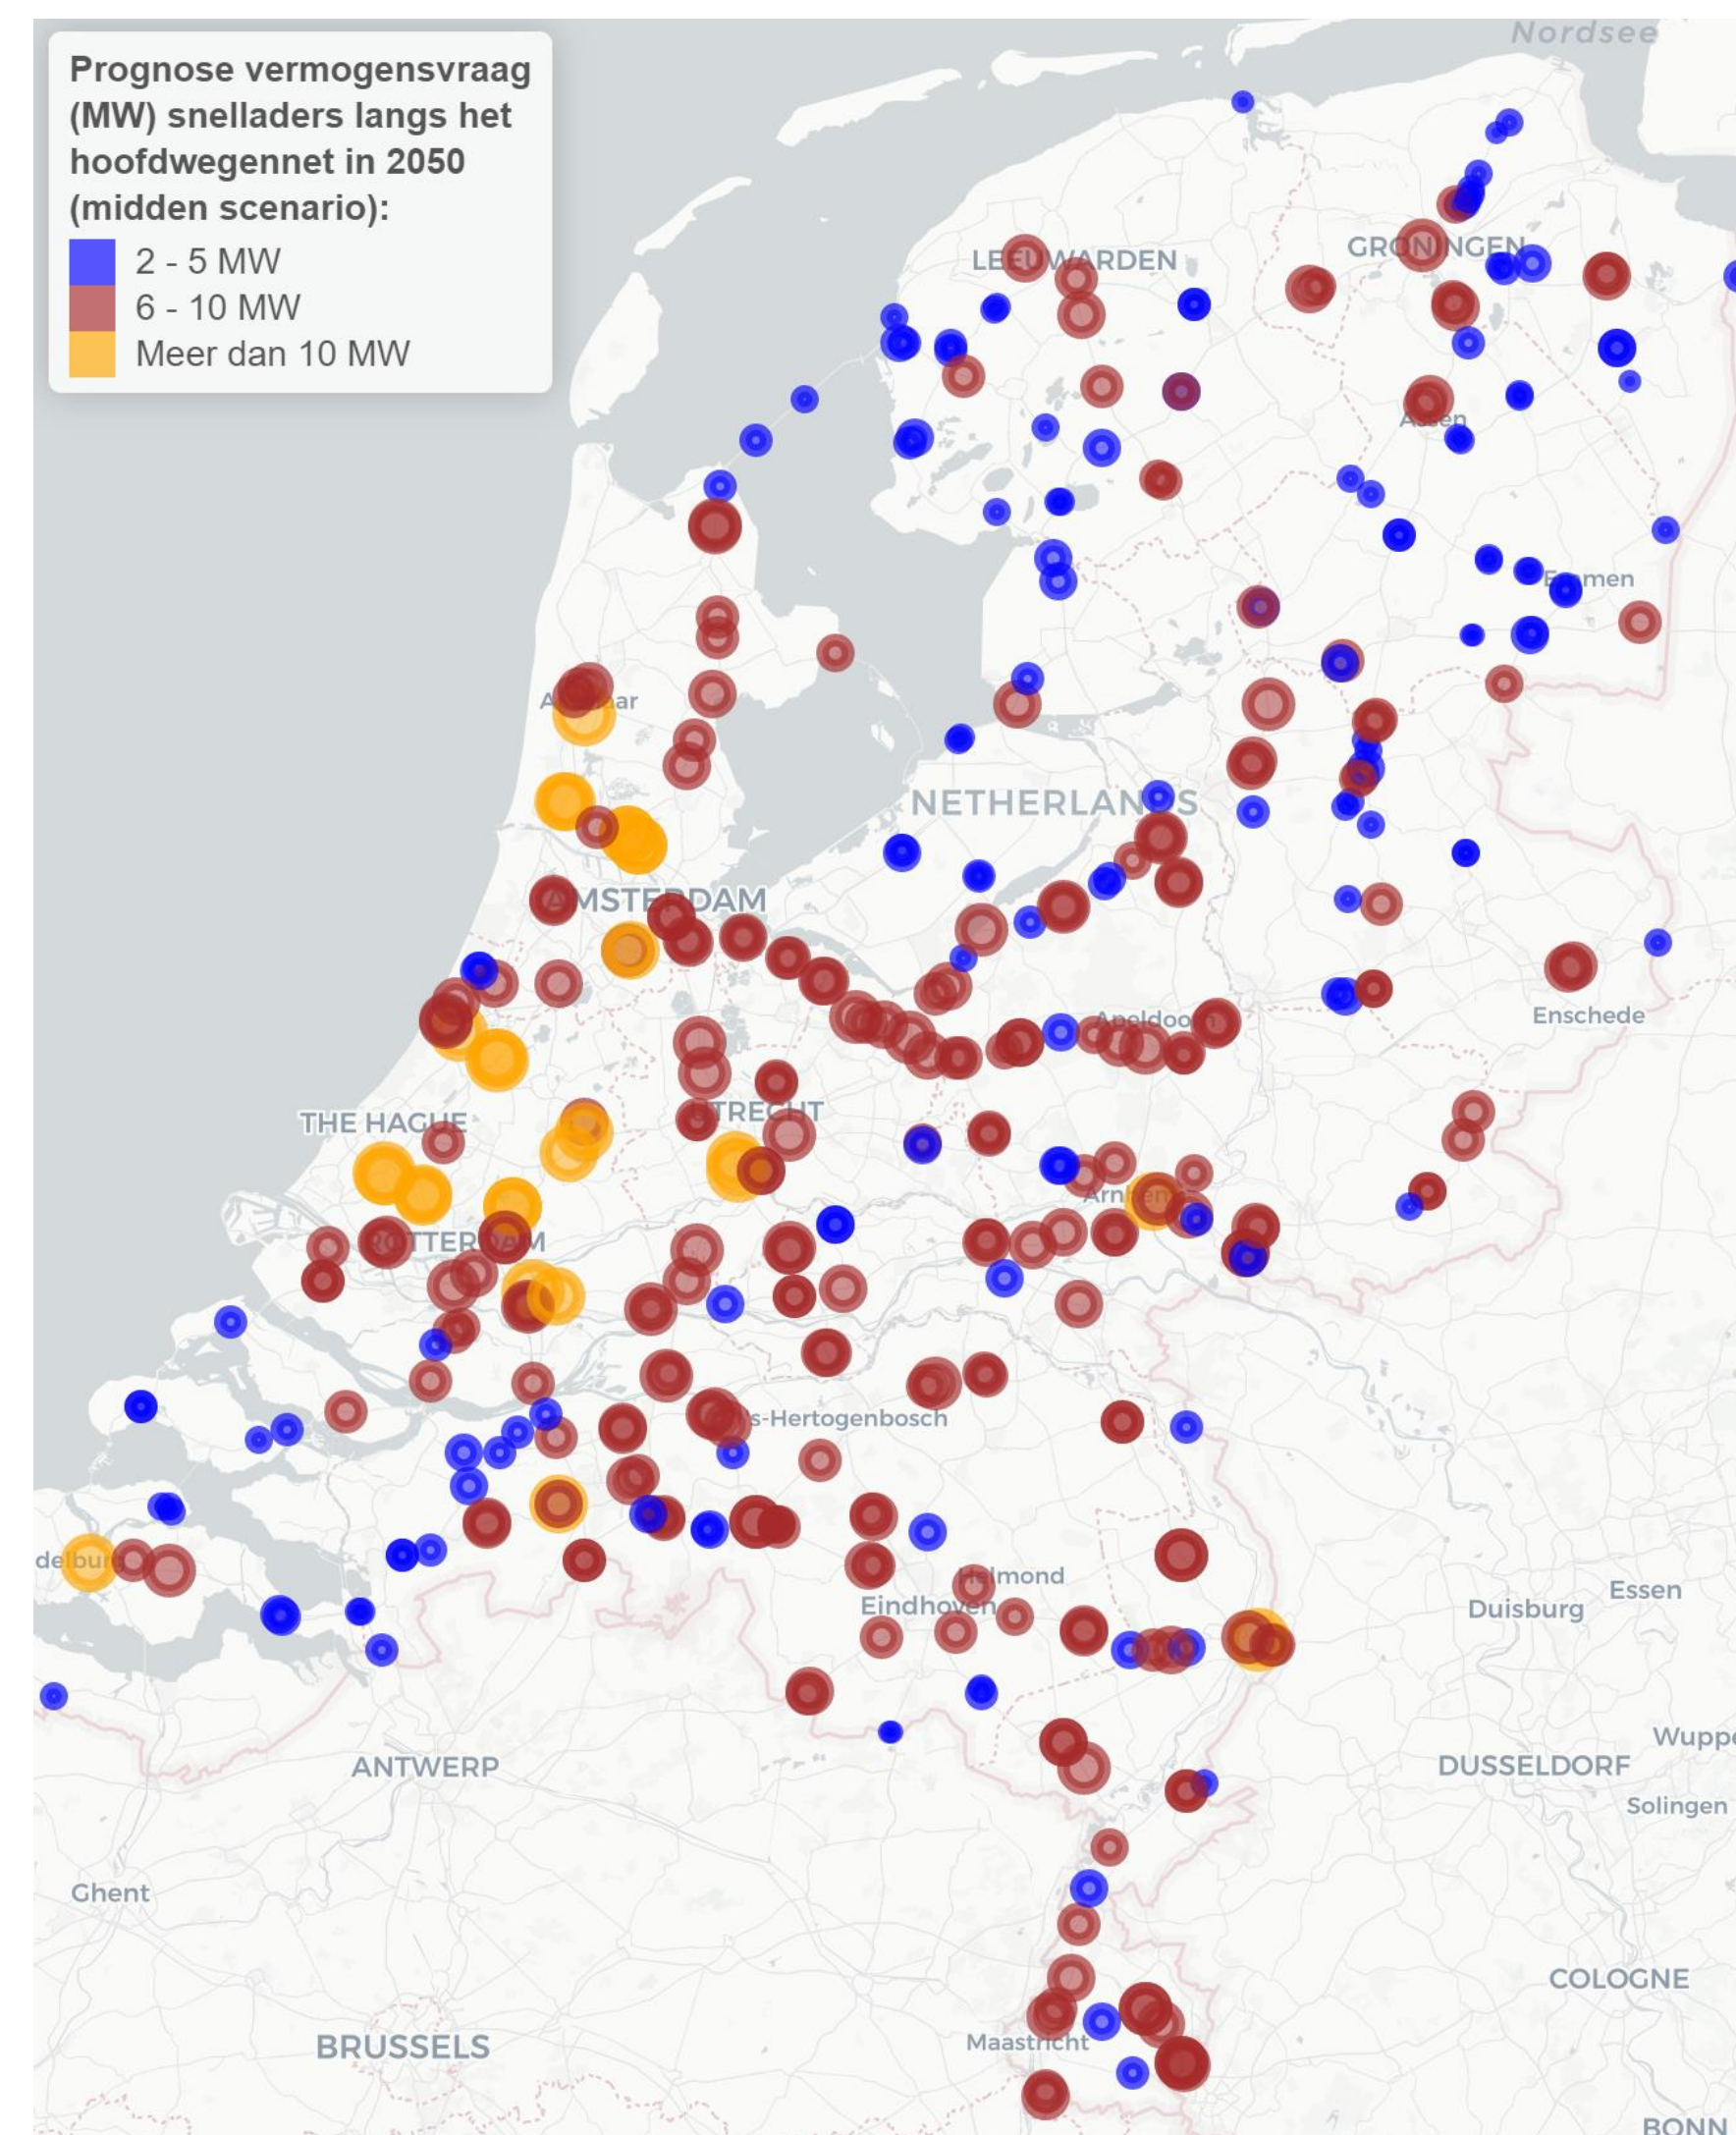 Nordsee
Prognose vermogensvraag
(MW) snelladers langs het
hoofdwegennet in 2050
(midden scenario):
2 - 5 MW
6 - 10 MW
Meer dan 10 MW
LEEUWARDEN
GRONINGEN
Assen
Emmen
NETHERLANDS
AMSTERDAM
Apeldoorn
Enschede
THE HAGUE
UTRECHT
Arnhem
ROTTERDAM
's-Hertogenbosch
delburg
Helmond
Eindhoven
Duisburg
Essen
ANTWERP
DUSSELDORF
Wuppe
Solingen
Ghent
COLOGNE
BRUSSELS
Maastricht
BONN